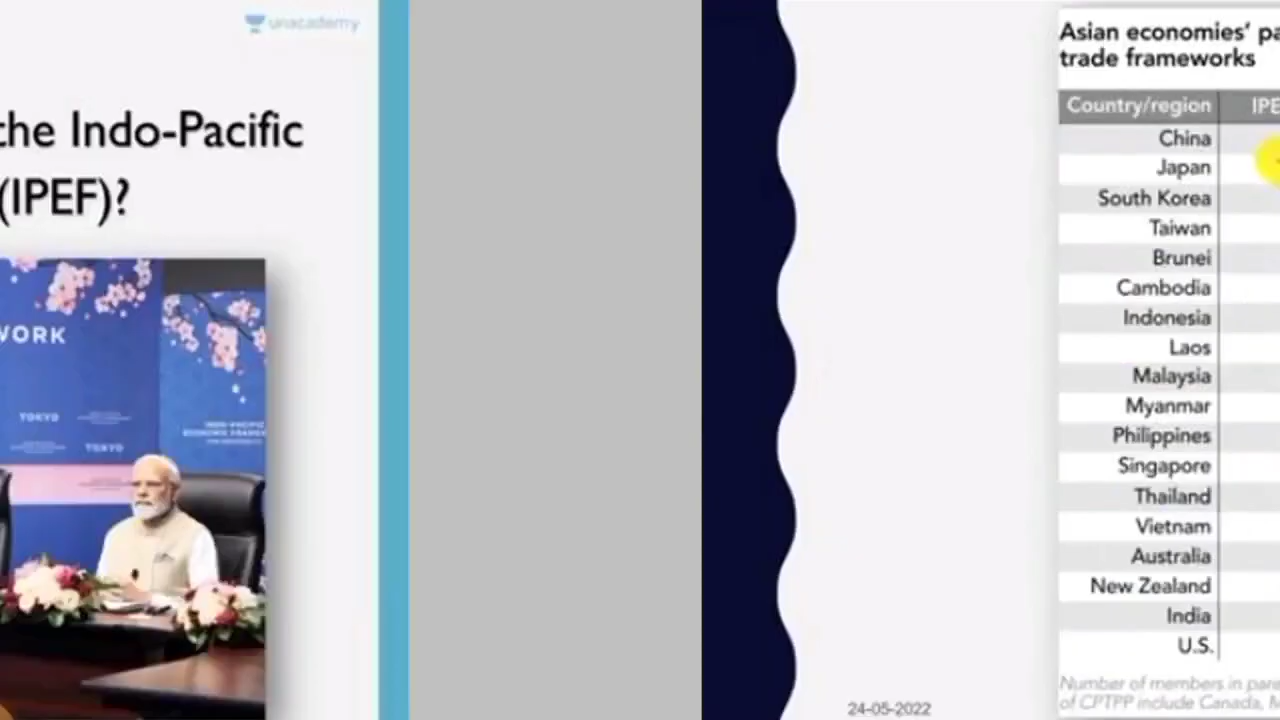 unacademy
the Indo-Pacific
(IPEF)?
WORK
TOKYO
TOKYO
Asian economies' pa
trade frameworks
Country/region IPE
China
Japan
South Korea
Taiwan
Brunei
Cambodia
Indonesia
Laos
Malaysia
Myanmar
Philippines
Singapore
Thailand
Vietnam
Australia
New Zealand
India
U.S.
Number of members in pare
of CPTPP include Canada, M
24-05-2022